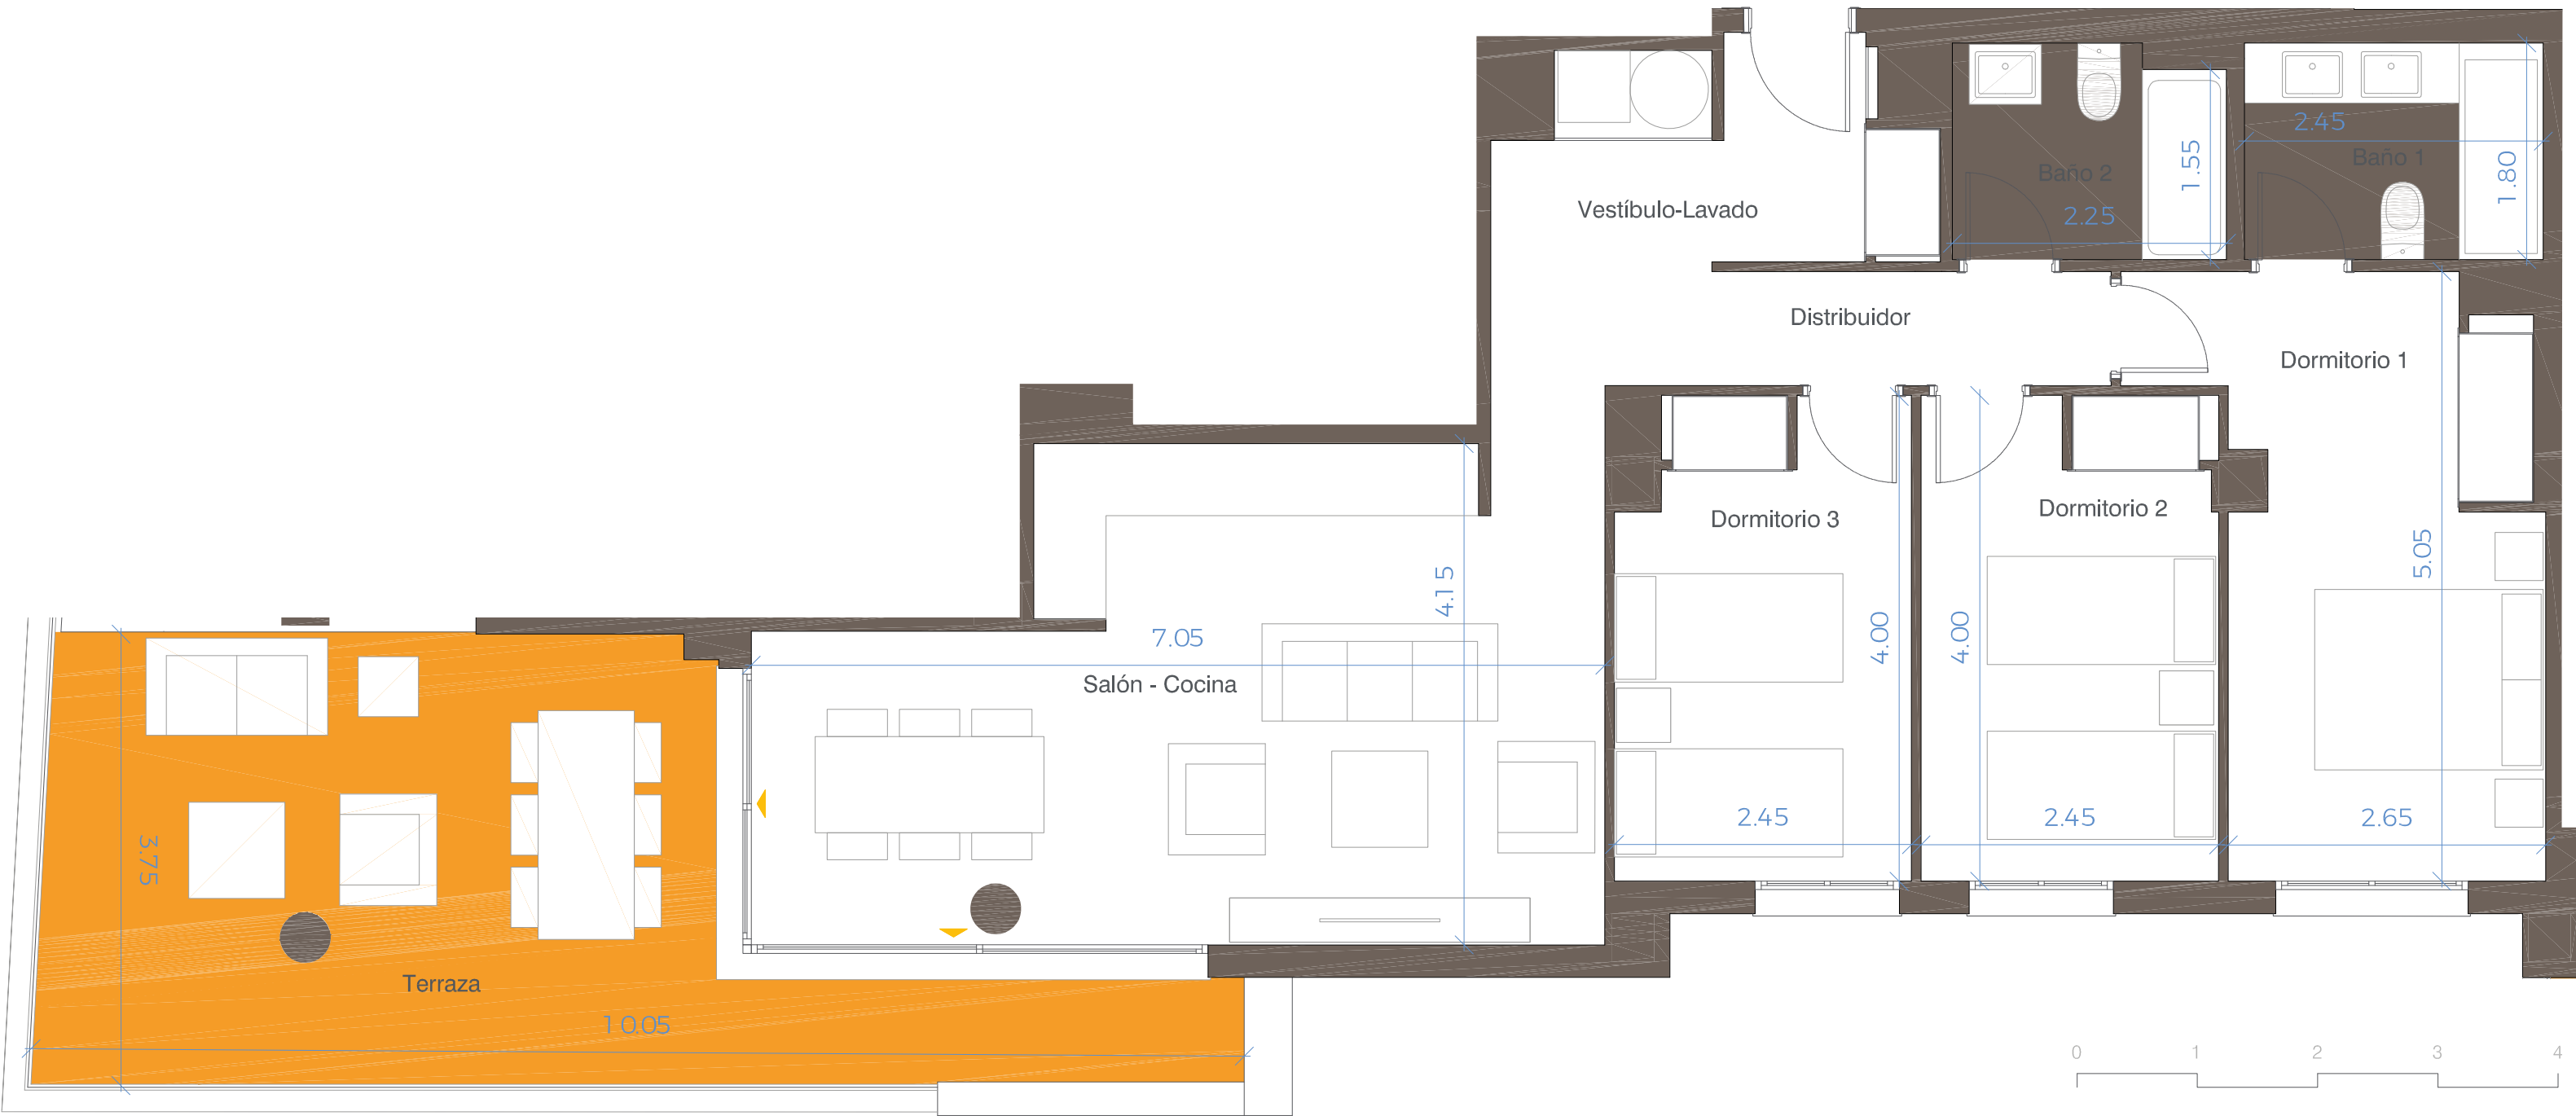 2.45
Baño 1
1.80
1.55
Baño 2
2.25
Vestíbulo-Lavado
Distribuidor
Dormitorio 1
Dormitorio 2
Dormitorio 3
5.05
4.15
4.00
4.00
7.05
Salón - Cocina
2.45
2.45
2.65
3.75
Terraza
10.05
0 1 2 3 4